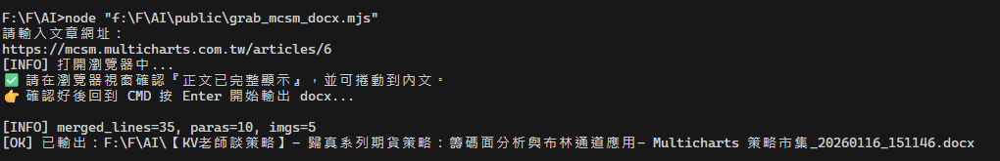 F:\F\AI>node "f:\F\AI\public\grab_mcsm_docx.mjs"
請輸入文章網址：
https://mcsm.multicharts.com.tw/articles/6
[INFO] 打開瀏覽器中...
✅ 請在瀏覽器視窗確認『正文已完整顯示』，並可捲動到內文。
👉 確認好後回到 CMD 按 Enter 開始輸出 docx...
[INFO] merged_lines=35, paras=10, imgs=5
[OK] 已輸出：F:\F\AI\【KV老師談策略】- 歸真系列期貨策略：籌碼面分析與布林通道應用- Multicharts 策略市集_20260116_151146.docx